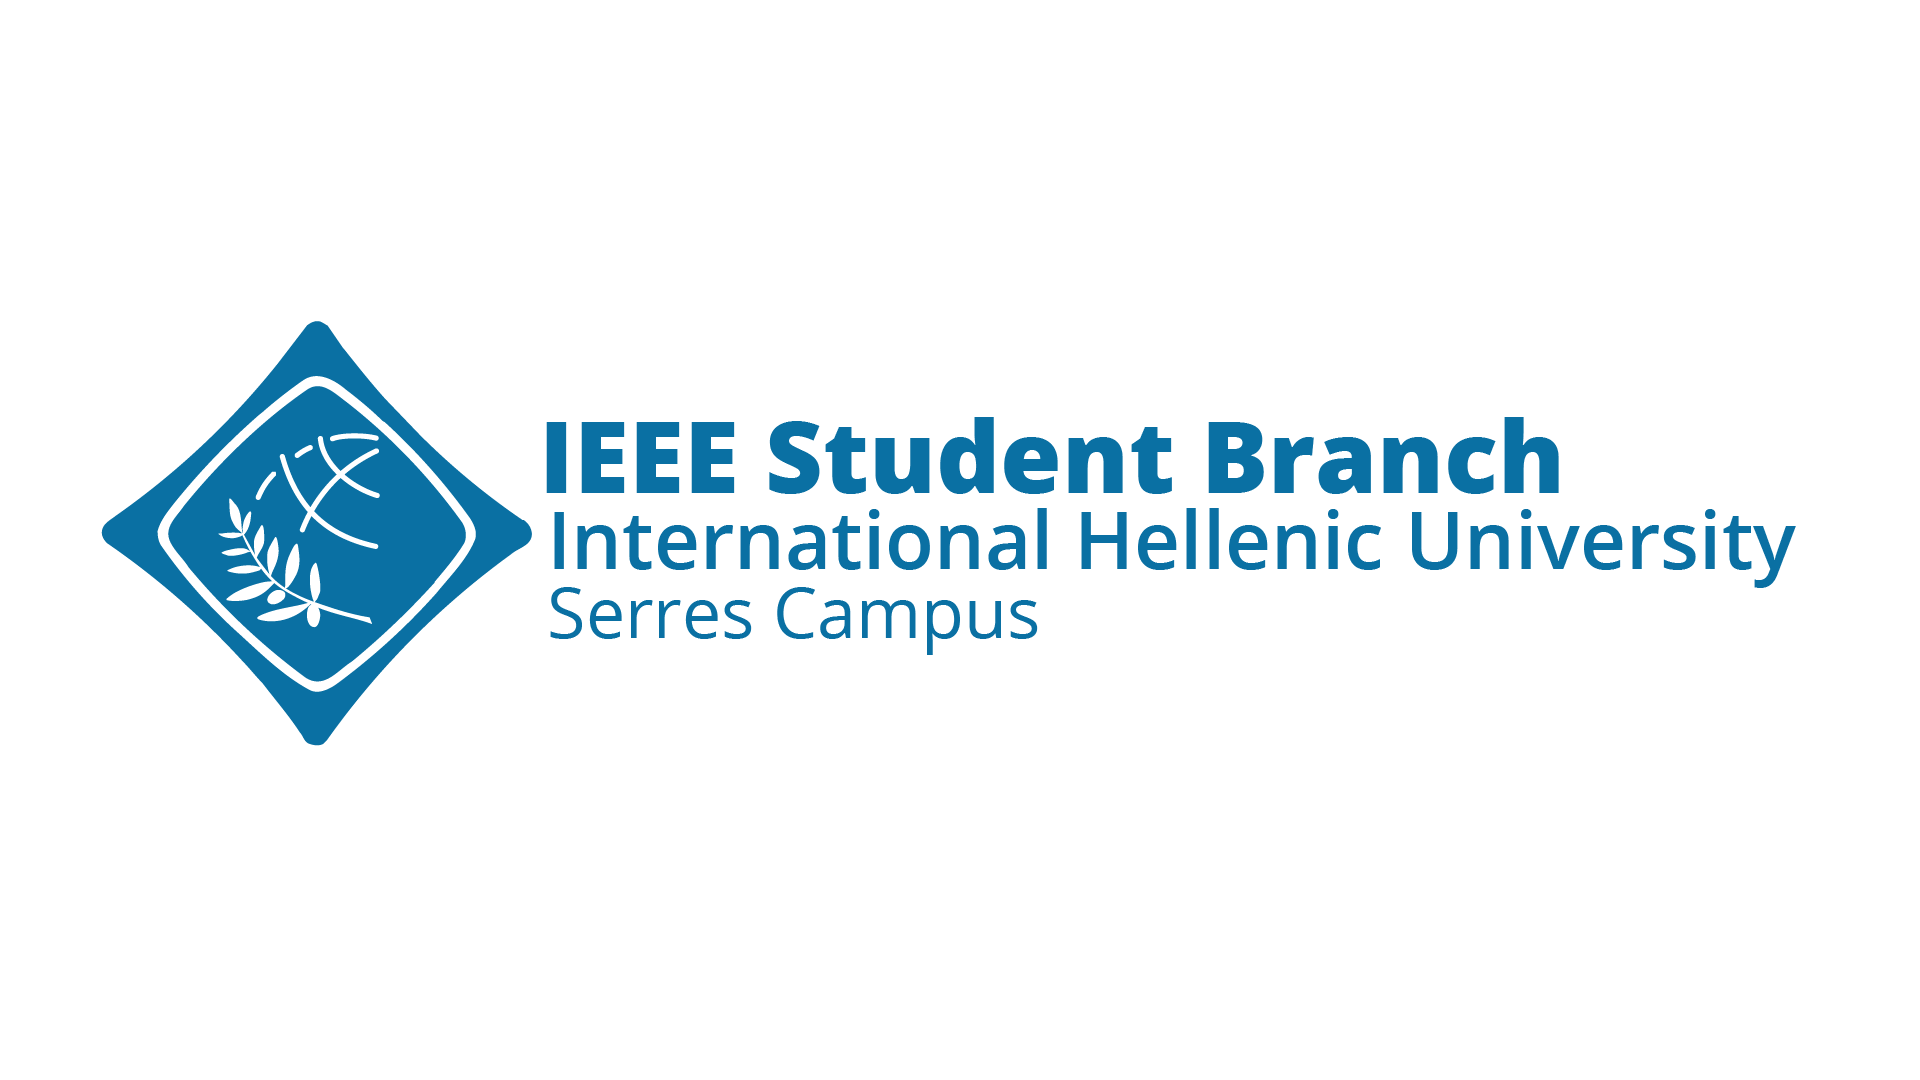 IEEE Student Branch
International Hellenic University
Serres Campus